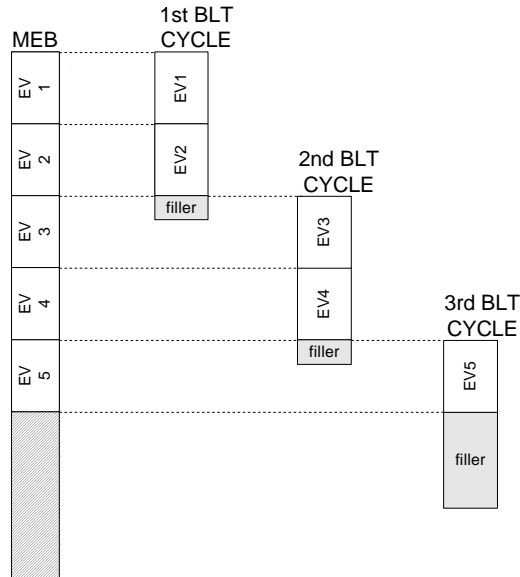 MEB
EV 1
EV 2
EV 3
EV 4
EV 5
1st BLT
CYCLE
EV1
EV2
filler
2nd BLT
CYCLE
EV3
EV4
filler
3rd BLT
CYCLE
EV5
filler